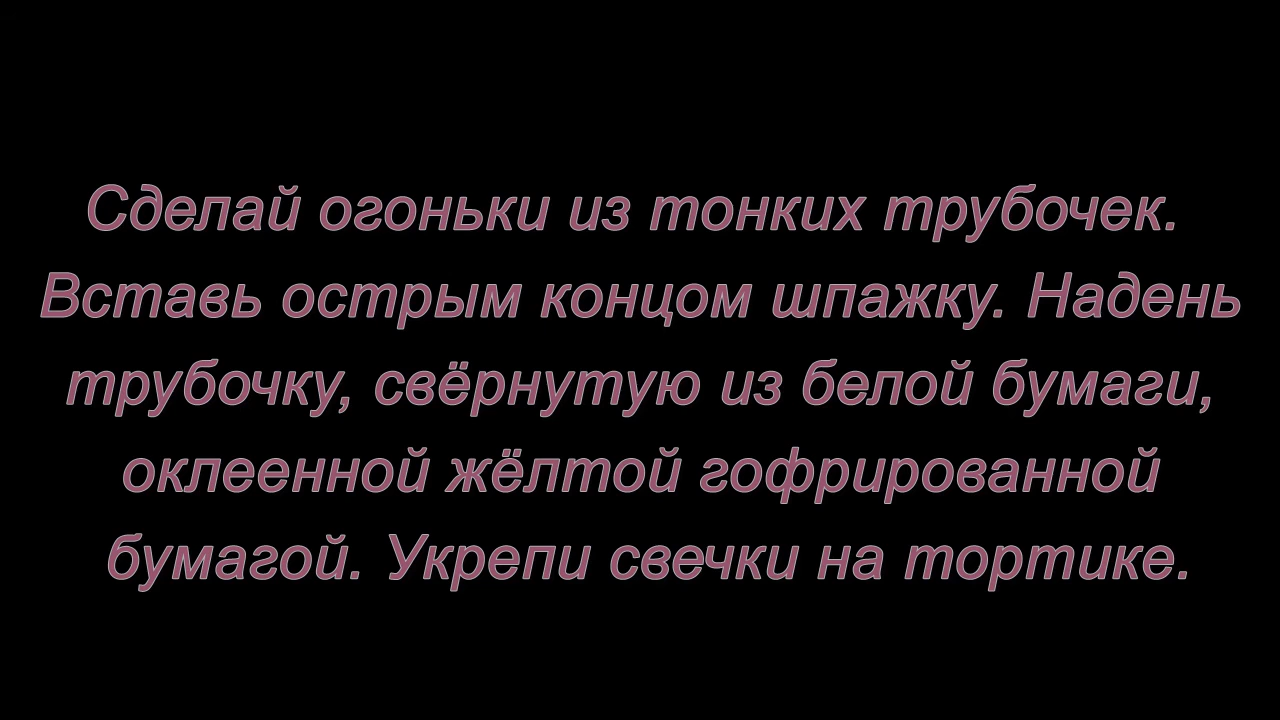 Сделай огоньки из тонких трубочек.
Вставь острым концом шпажку. Надень
трубочку, свёрнутую из белой бумаги,
оклеенной жёлтой гофрированной
бумагой. Укрепи свечки на тортике.